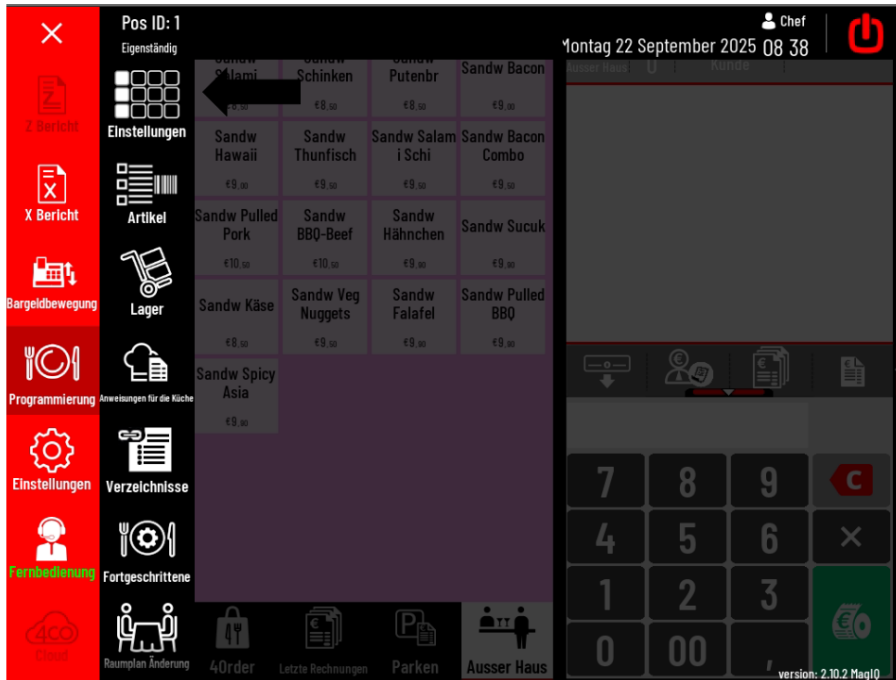 Pos ID: 1
Eigenständig
Chef
Montag 22 September 2025 08 38
Z Bericht
X Bericht
Bargeldbewegung
Programmierung
Einstellungen
Fernbedienung
4CO
Cloud
Einstellungen
Artikel
Lager
Anweisungen für die Küche
Verzeichnisse
Fortgeschrittene
Raumplan Änderung
Salami
€8,50
Schinken
€8,50
Putenbr
€8,50
Sandw Bacon
€9,00
Sandw
Hawaii
€9,00
Sandw
Thunfisch
€9,50
Sandw Salam
i Schi
€9,50
Sandw Bacon
Combo
€9,50
Sandw Pulled
Pork
€10,50
Sandw
BBQ-Beef
€10,50
Sandw
Hähnchen
€9,90
Sandw Sucuk
€9,90
Sandw Käse
€8,50
Sandw Veg
Nuggets
€9,50
Sandw
Falafel
€9,90
Sandw Pulled
BBQ
€9,90
Sandw Spicy
Asia
€9,90
4Order
Letzte Rechnungen
Parken
Ausser Haus
Ausser Haus
0
Kunde
7
8
9
C
4
5
6
×
1
2
3
0
00
,
version: 2.10.2 MagIQ